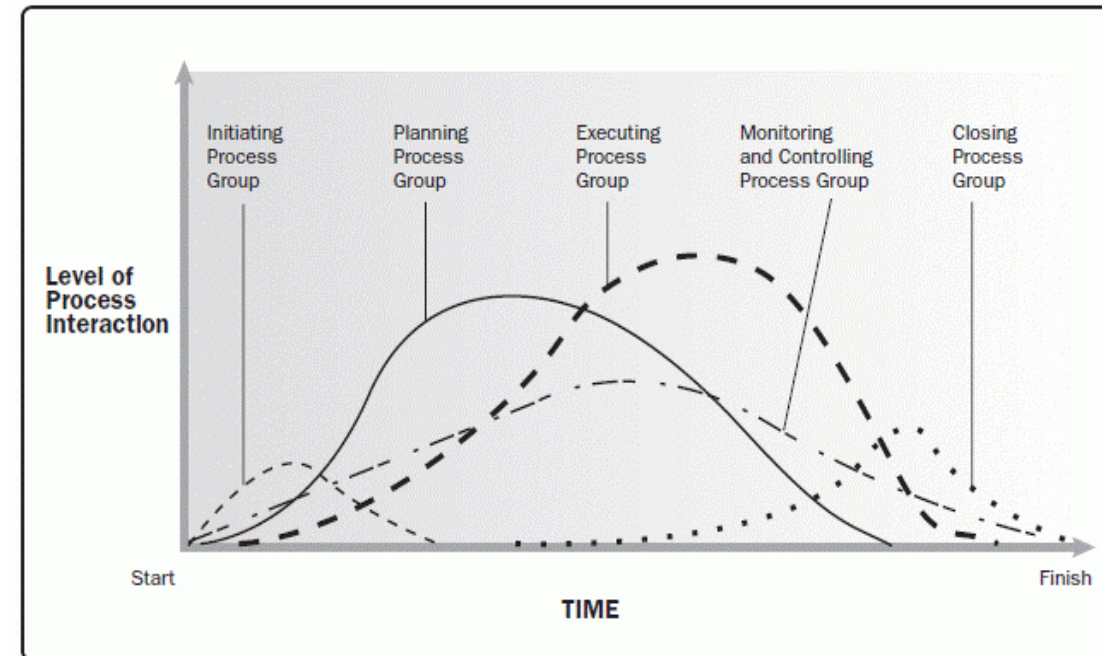 Initiating
Process
Group
Planning
Process
Group
Executing
Process
Group
Monitoring
and Controlling
Process Group
Closing
Process
Group
Level of
Process
Interaction
Start
Finish
TIME